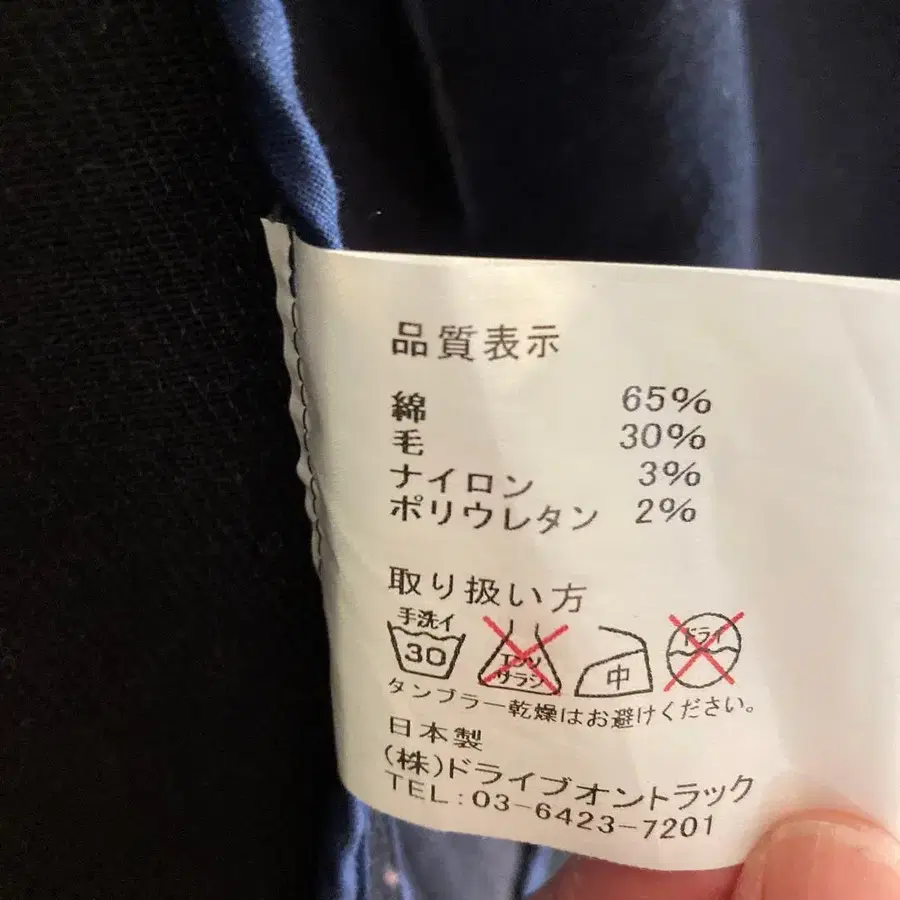 品質表示
綿 65%
毛 30%
ナイロン 3%
ポリウレタン 2%
取り扱い方
手洗イ 30 エンソ サラシ 中 ドライ
タンブラー乾燥はお避けください。
日本製
(株)ドライブオントラック
TEL:03-6423-7201